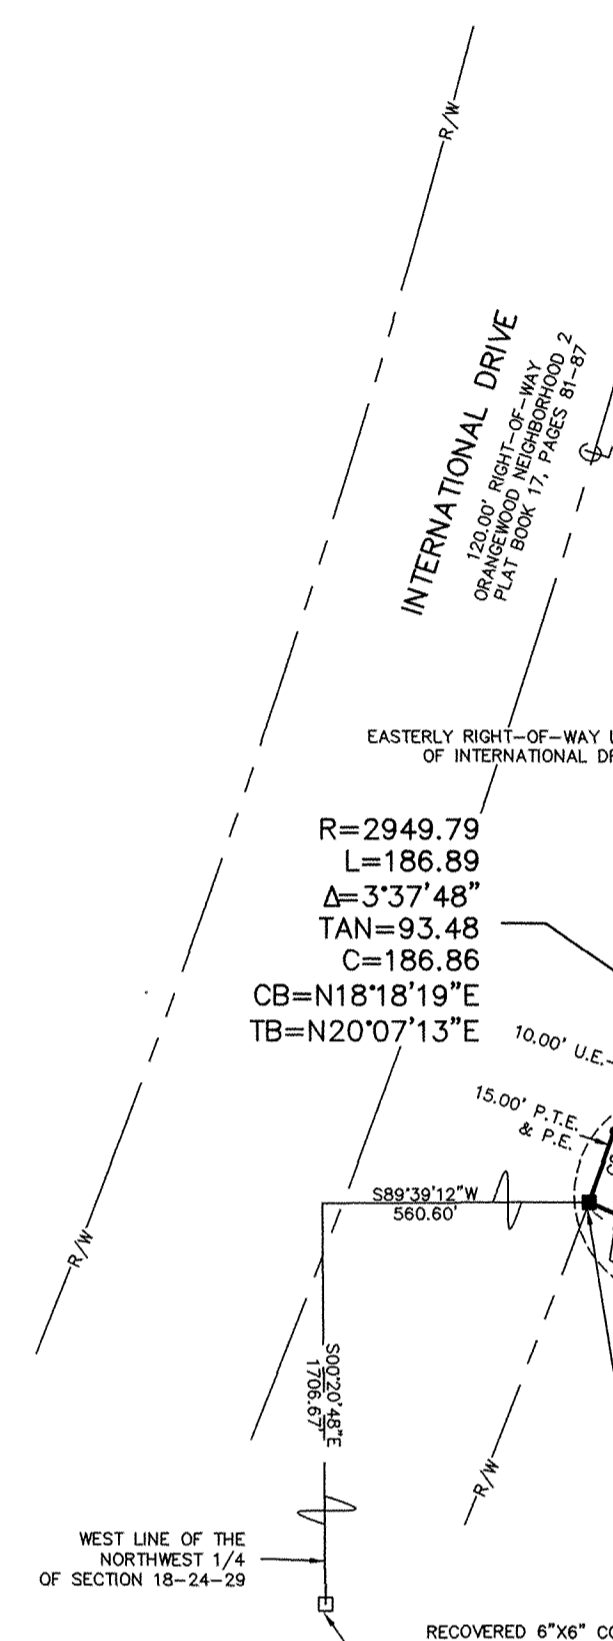 R/W
INTERNATIONAL DRIVE
120.00' RIGHT-OF-WAY
ORANGEWOOD NEIGHBORHOOD 2
PLAT BOOK 17, PAGES 81-87
EASTERLY RIGHT-OF-WAY
OF INTERNATIONAL
R=2949.79
L=186.89
Δ=3°37'48"
TAN=93.48
C=186.86
CB=N18°18'19"E
TB=N20°07'13"E
10.00' U.E.
15.00' P.T.E.
& P.E.
S89°39'12"W
560.60'
R/W
S00°20'48"E
1706.67'
R/W
WEST LINE OF THE
NORTHWEST 1/4
OF SECTION 18-24-29
RECOVERED 6"X6"